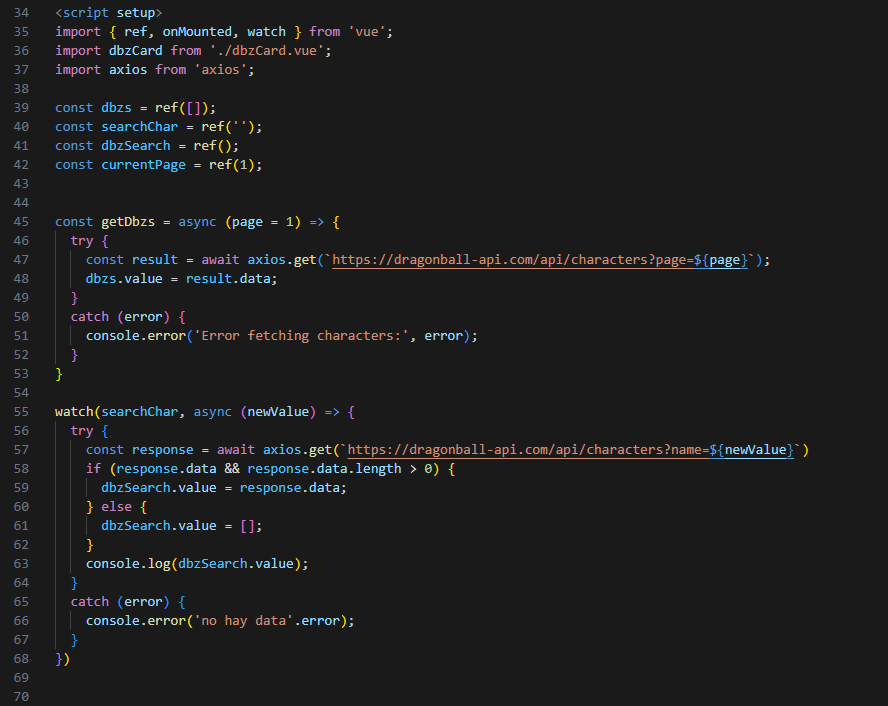 34 <script setup>
35 import { ref, onMounted, watch } from 'vue';
36 import dbzCard from './dbzCard.vue';
37 import axios from 'axios';
38
39 const dbzs = ref([]);
40 const searchChar = ref('');
41 const dbzSearch = ref();
42 const currentPage = ref(1);
43
44
45 const getDbzs = async (page = 1) => {
46   try {
47     const result = await axios.get(`https://dragonball-api.com/api/characters?page=${page}`);
48     dbzs.value = result.data;
49   }
50   catch (error) {
51     console.error('Error fetching characters:', error);
52   }
53 }
54
55 watch(searchChar, async (newValue) => {
56   try {
57     const response = await axios.get(`https://dragonball-api.com/api/characters?name=${newValue}`)
58     if (response.data && response.data.length > 0) {
59       dbzSearch.value = response.data;
60     } else {
61       dbzSearch.value = [];
62     }
63     console.log(dbzSearch.value);
64   }
65   catch (error) {
66     console.error('no hay data'.error);
67   }
68 })
69
70